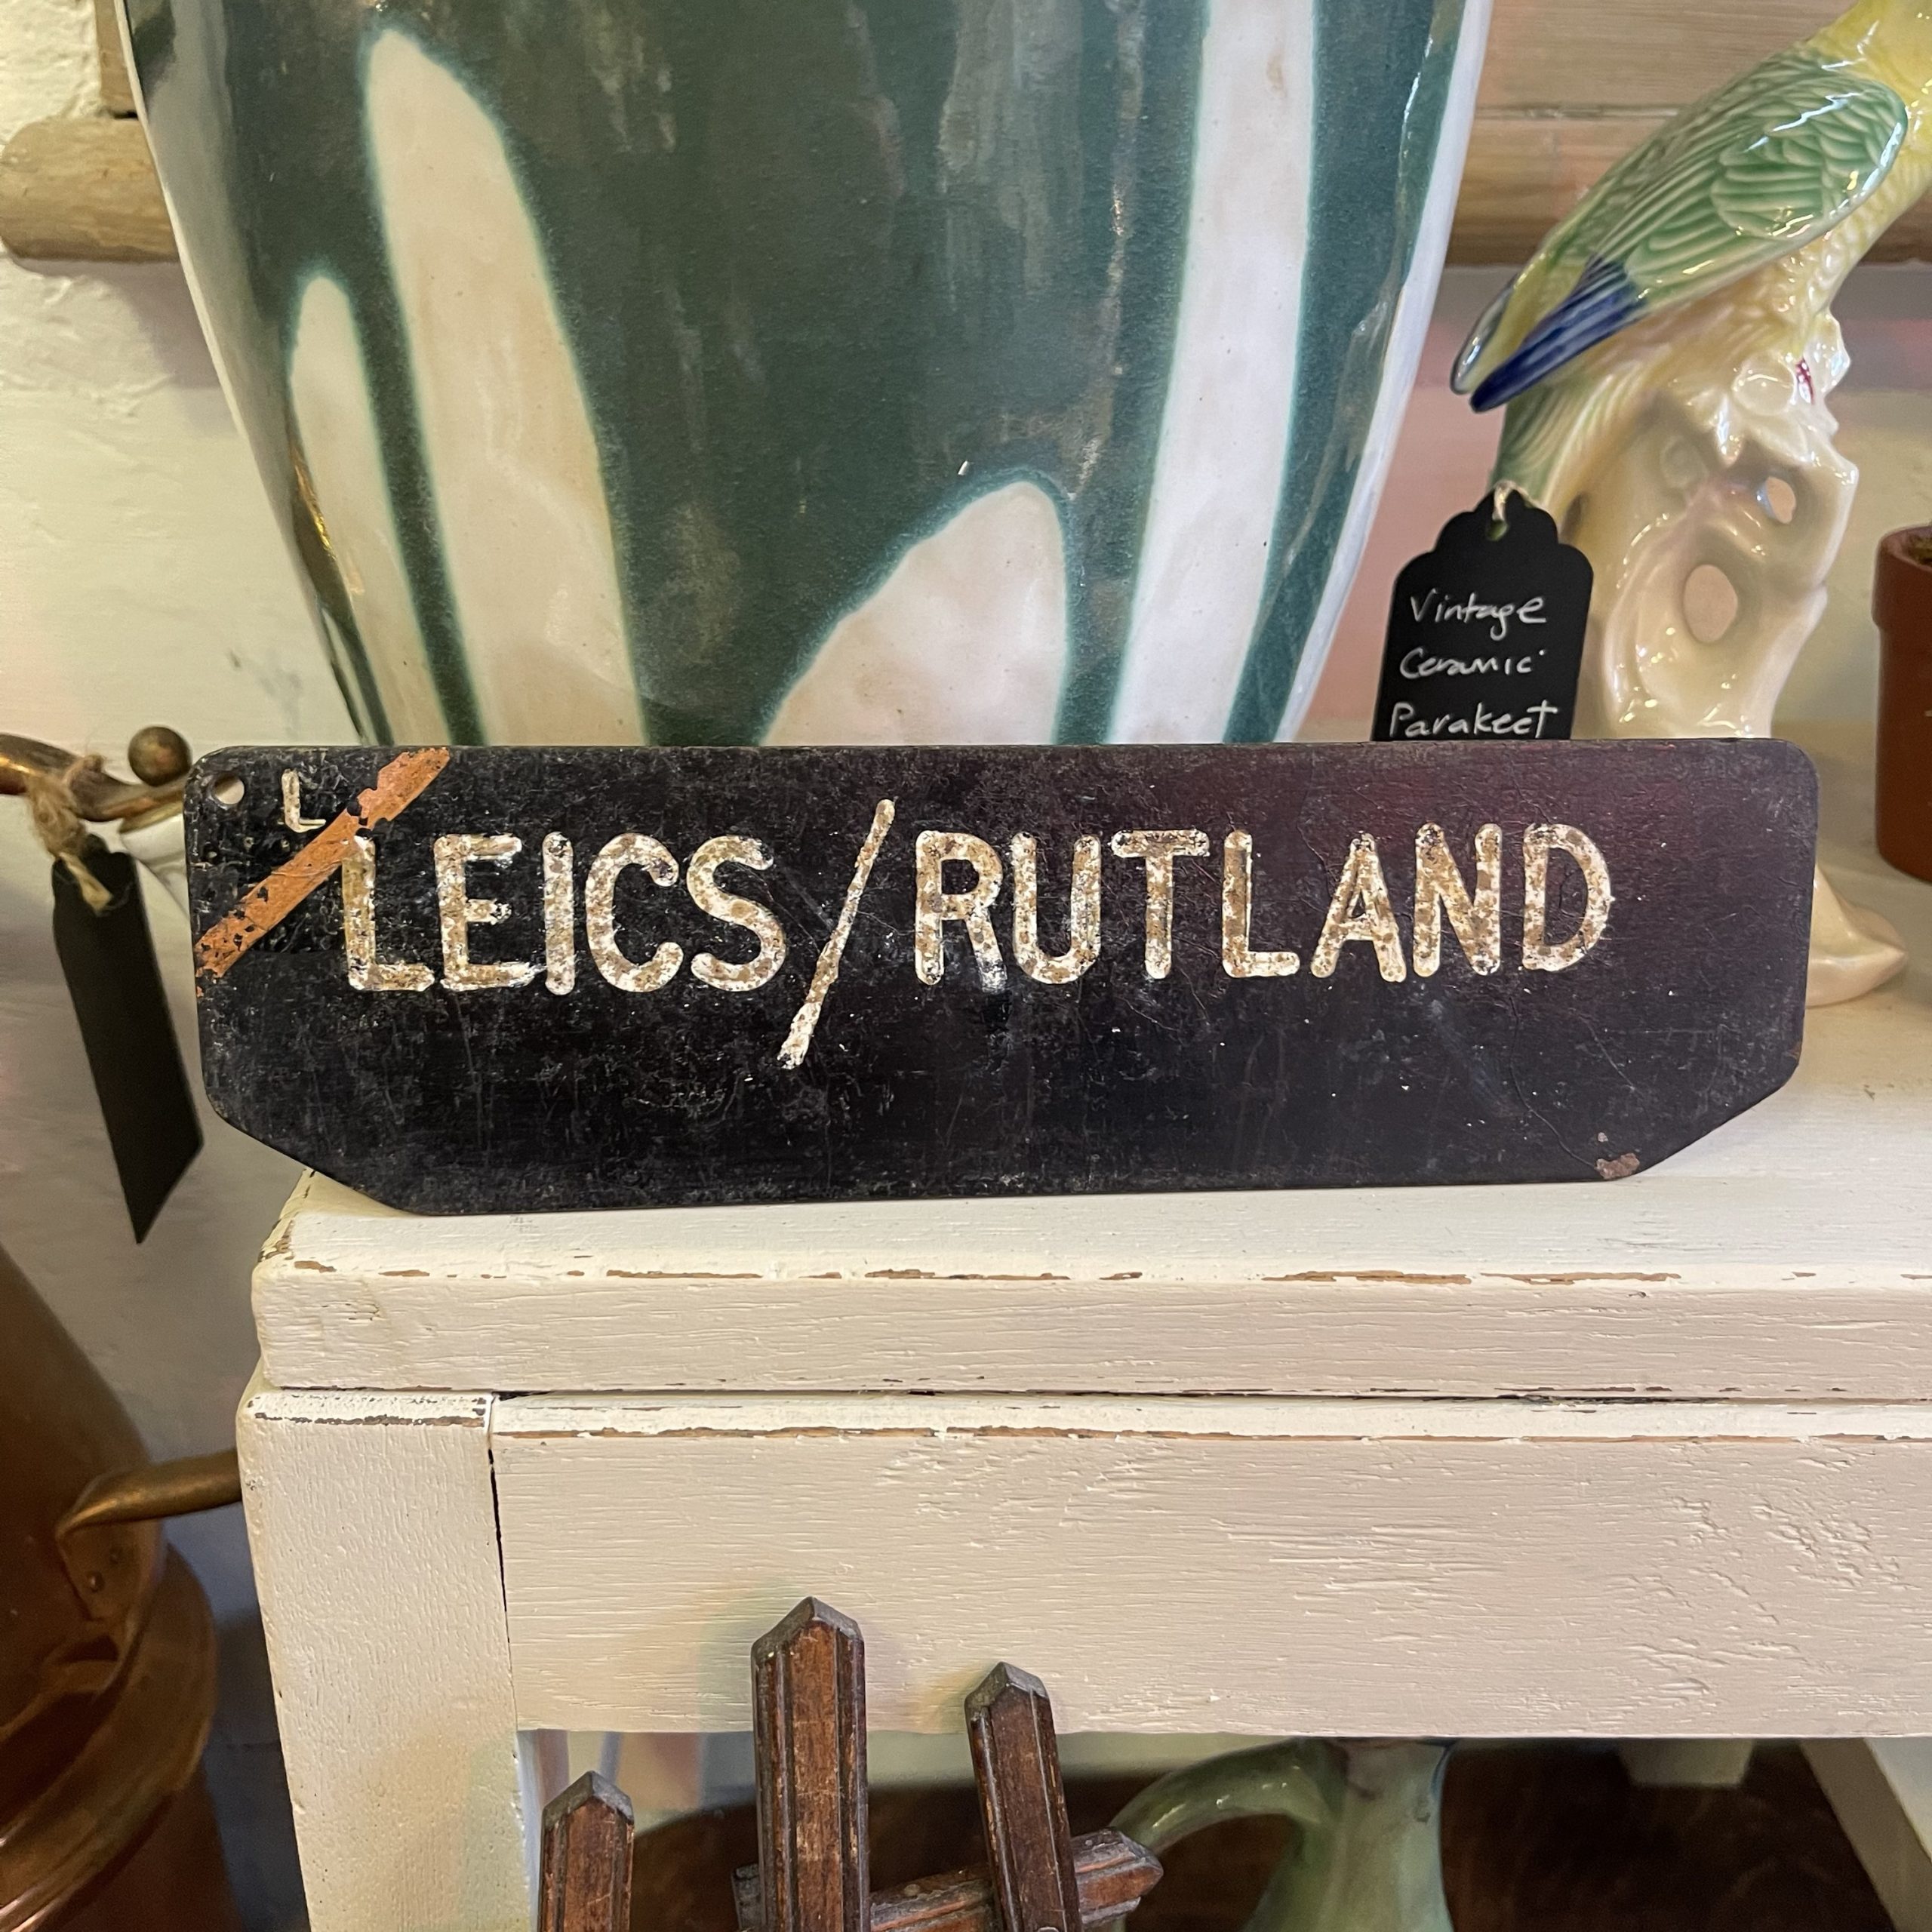 L
LEICS/RUTLAND
Vintage
Ceramic
Parakeet